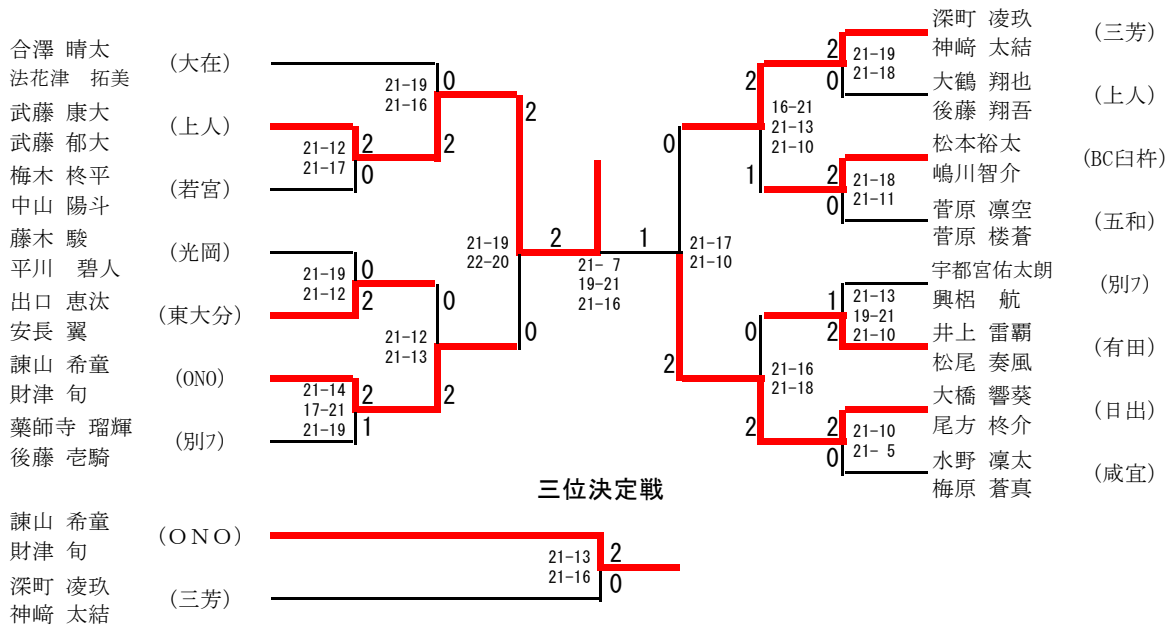 合澤 晴太
法花津 拓美
(大在)
武藤 康大
武藤 郁大
(上人)
梅木 柊平
中山 陽斗
(若宮)
藤木 駿
平川 碧人
(光岡)
出口 恵汰
安長 翼
(東大分)
諌山 希童
財津 旬
(ONO)
薬師寺 瑠輝
後藤 壱騎
(別フ)
21-12
21-17
2
0
21-19
21-12
0
2
21-14
17-21
21-19
2
1
21-19
21-16
0
2
21-12
21-13
0
2
21-19
22-20
2
0
2
1
21- 7
19-21
21-16
21-17
21-10
0
2
16-21
21-13
21-10
2
1
21-16
21-18
0
2
2
0
21-19
21-18
2
0
21-18
21-11
1
2
21-13
19-21
21-10
2
0
21-10
21- 5
深町 凌玖
神﨑 太結
(三芳)
大鶴 翔也
後藤 翔吾
(上人)
松本裕太
嶋川智介
(BC臼杵)
菅原 凛空
菅原 楼蒼
(五和)
宇都宮佑太朗
興梠 航
(別フ)
井上 雷覇
松尾 奏風
(有田)
大橋 響葵
尾方 柊介
(日出)
水野 凜太
梅原 蒼真
(咸宜)
三位決定戦
諌山 希童
財津 旬
(ONO)
深町 凌玖
神﨑 太結
(三芳)
21-13
21-16
2
0